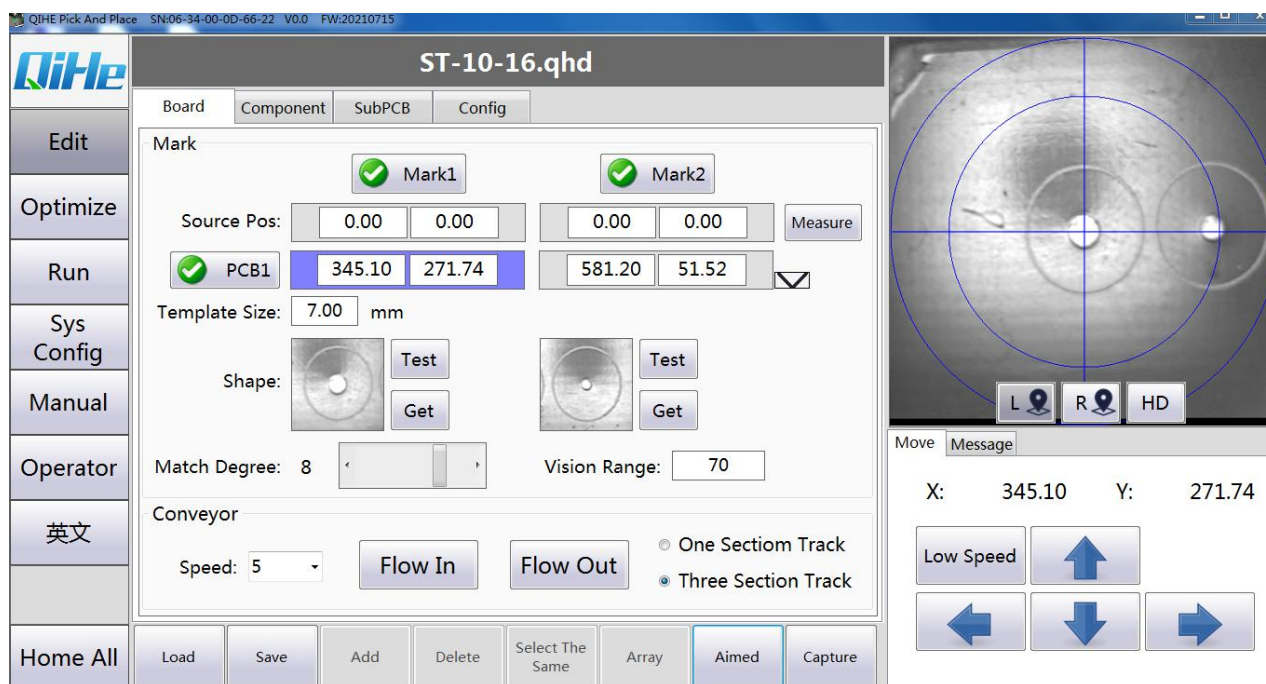 QIHE Pick And Place SN:06-34-00-0D-66-22 V0.0 FW:20210715
QiHe
ST-10-16.qhd
Board Component SubPCB Config
Edit
Optimize
Run
Sys
Config
Manual
Operator
英文
Home All
Mark
Mark1 Mark2
Source Pos: 0.00 0.00 0.00 0.00 Measure
PCB1 345.10 271.74 581.20 51.52
Template Size: 7.00 mm
Shape: Test Test
Get Get
Match Degree: 8 Vision Range: 70
Conveyor
Speed: 5 Flow In Flow Out
One Sectiom Track
Three Section Track
Load Save Add Delete Select The Same Array Aimed Capture
L R HD
Move Message
X: 345.10 Y: 271.74
Low Speed